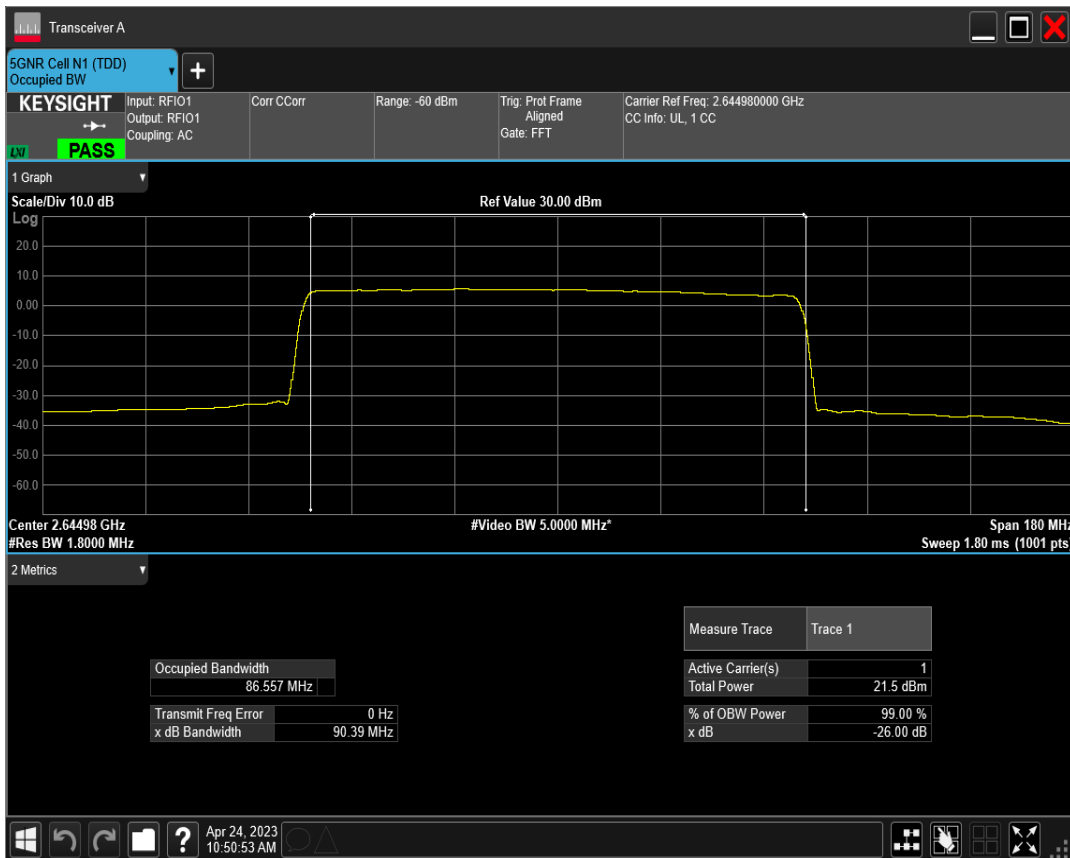 Transceiver A
5GNR Cell N1 (TDD)
Occupied BW
KEYSIGHT
LXI
PASS
Input: RFIO1
Output: RFIO1
Coupling: AC
Corr CCorr
Range: -60 dBm
Trig: Prot Frame
Aligned
Gate: FFT
Carrier Ref Freq: 2.644980000 GHz
CC Info: UL, 1 CC
1 Graph
Scale/Div 10.0 dB
Ref Value 30.00 dBm
Log
20.0
10.0
0.00
-10.0
-20.0
-30.0
-40.0
-50.0
-60.0
Center 2.64498 GHz
#Video BW 5.0000 MHz*
Span 180 MHz
#Res BW 1.8000 MHz
Sweep 1.80 ms (1001 pts)
2 Metrics
Measure Trace Trace 1
Occupied Bandwidth
86.557 MHz
Active Carrier(s) 1
Total Power 21.5 dBm
Transmit Freq Error 0 Hz
x dB Bandwidth 90.39 MHz
% of OBW Power 99.00 %
x dB -26.00 dB
?
Apr 24, 2023
10:50:53 AM